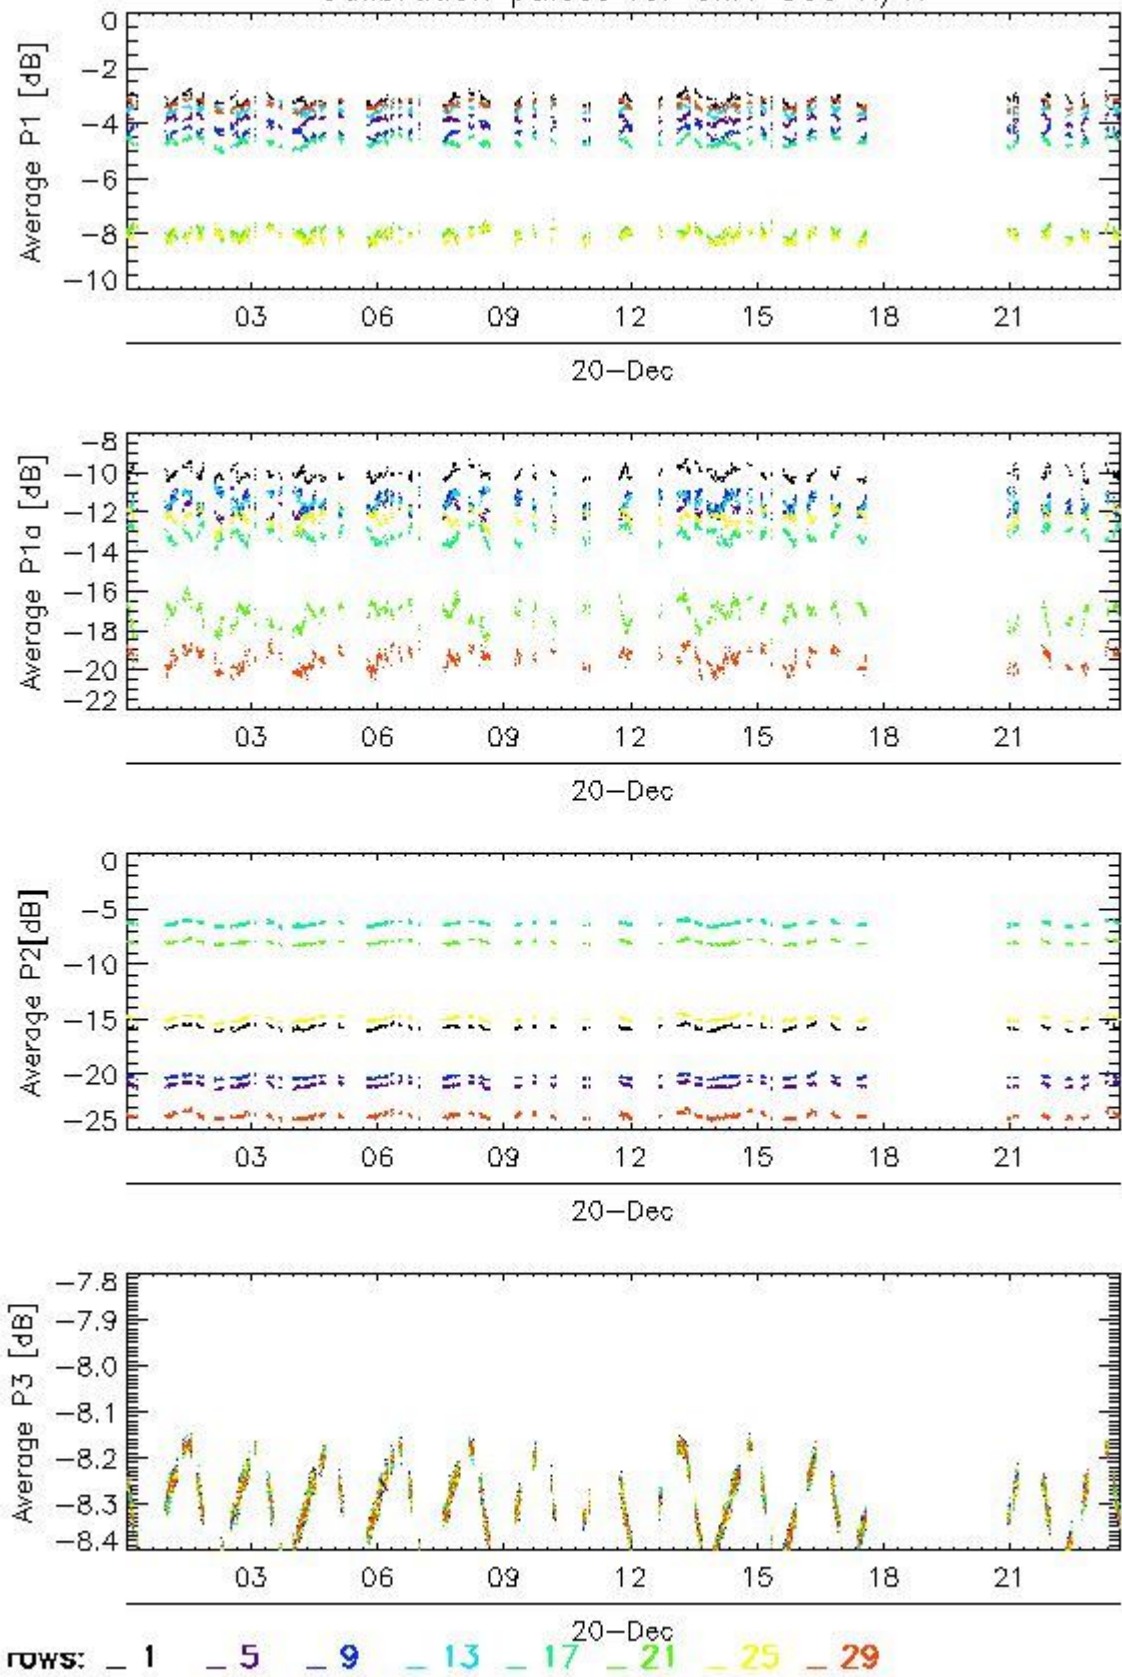 0
-2
-4
-6
-8
-10
Average P1 [dB]
03 06 09 12 15 18 21
20-Dec
-8
-10
-12
-14
-16
-18
-20
-22
Average P1a [dB]
03 06 09 12 15 18 21
20-Dec
0
-5
-10
-15
-20
-25
Average P2[dB]
03 06 09 12 15 18 21
20-Dec
-7.8
-7.9
-8.0
-8.1
-8.2
-8.3
-8.4
Average P3 [dB]
03 06 09 12 15 18 21
20-Dec
rows: _ 1 _ 5 _ 9 _ 13 _ 17 _ 21 _ 25 _ 29